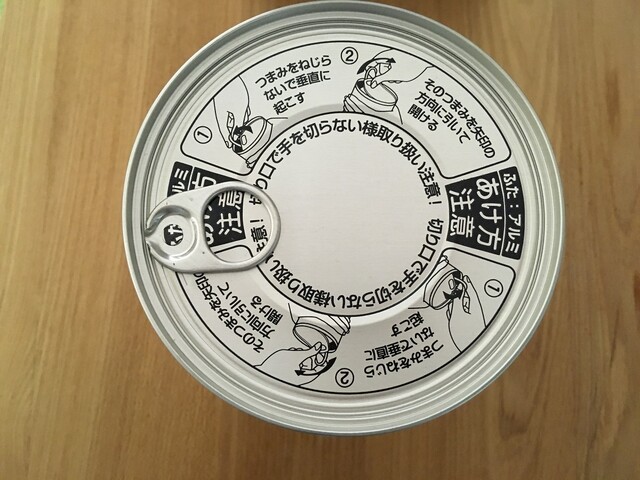 ①
つまみをねじら
ないで垂直に
起こす
②
そのつまみを矢印の
方向に引いて
開ける
ふた：アルミ
あけ方
注意
切り口で手を切らない様取り扱い注意！
切り口で手を切らない様取り扱い
注意！
①
つまみをねじら
ないで垂直に
起こす
②
そのつまみを矢印の
方向に引いて
開ける
注意